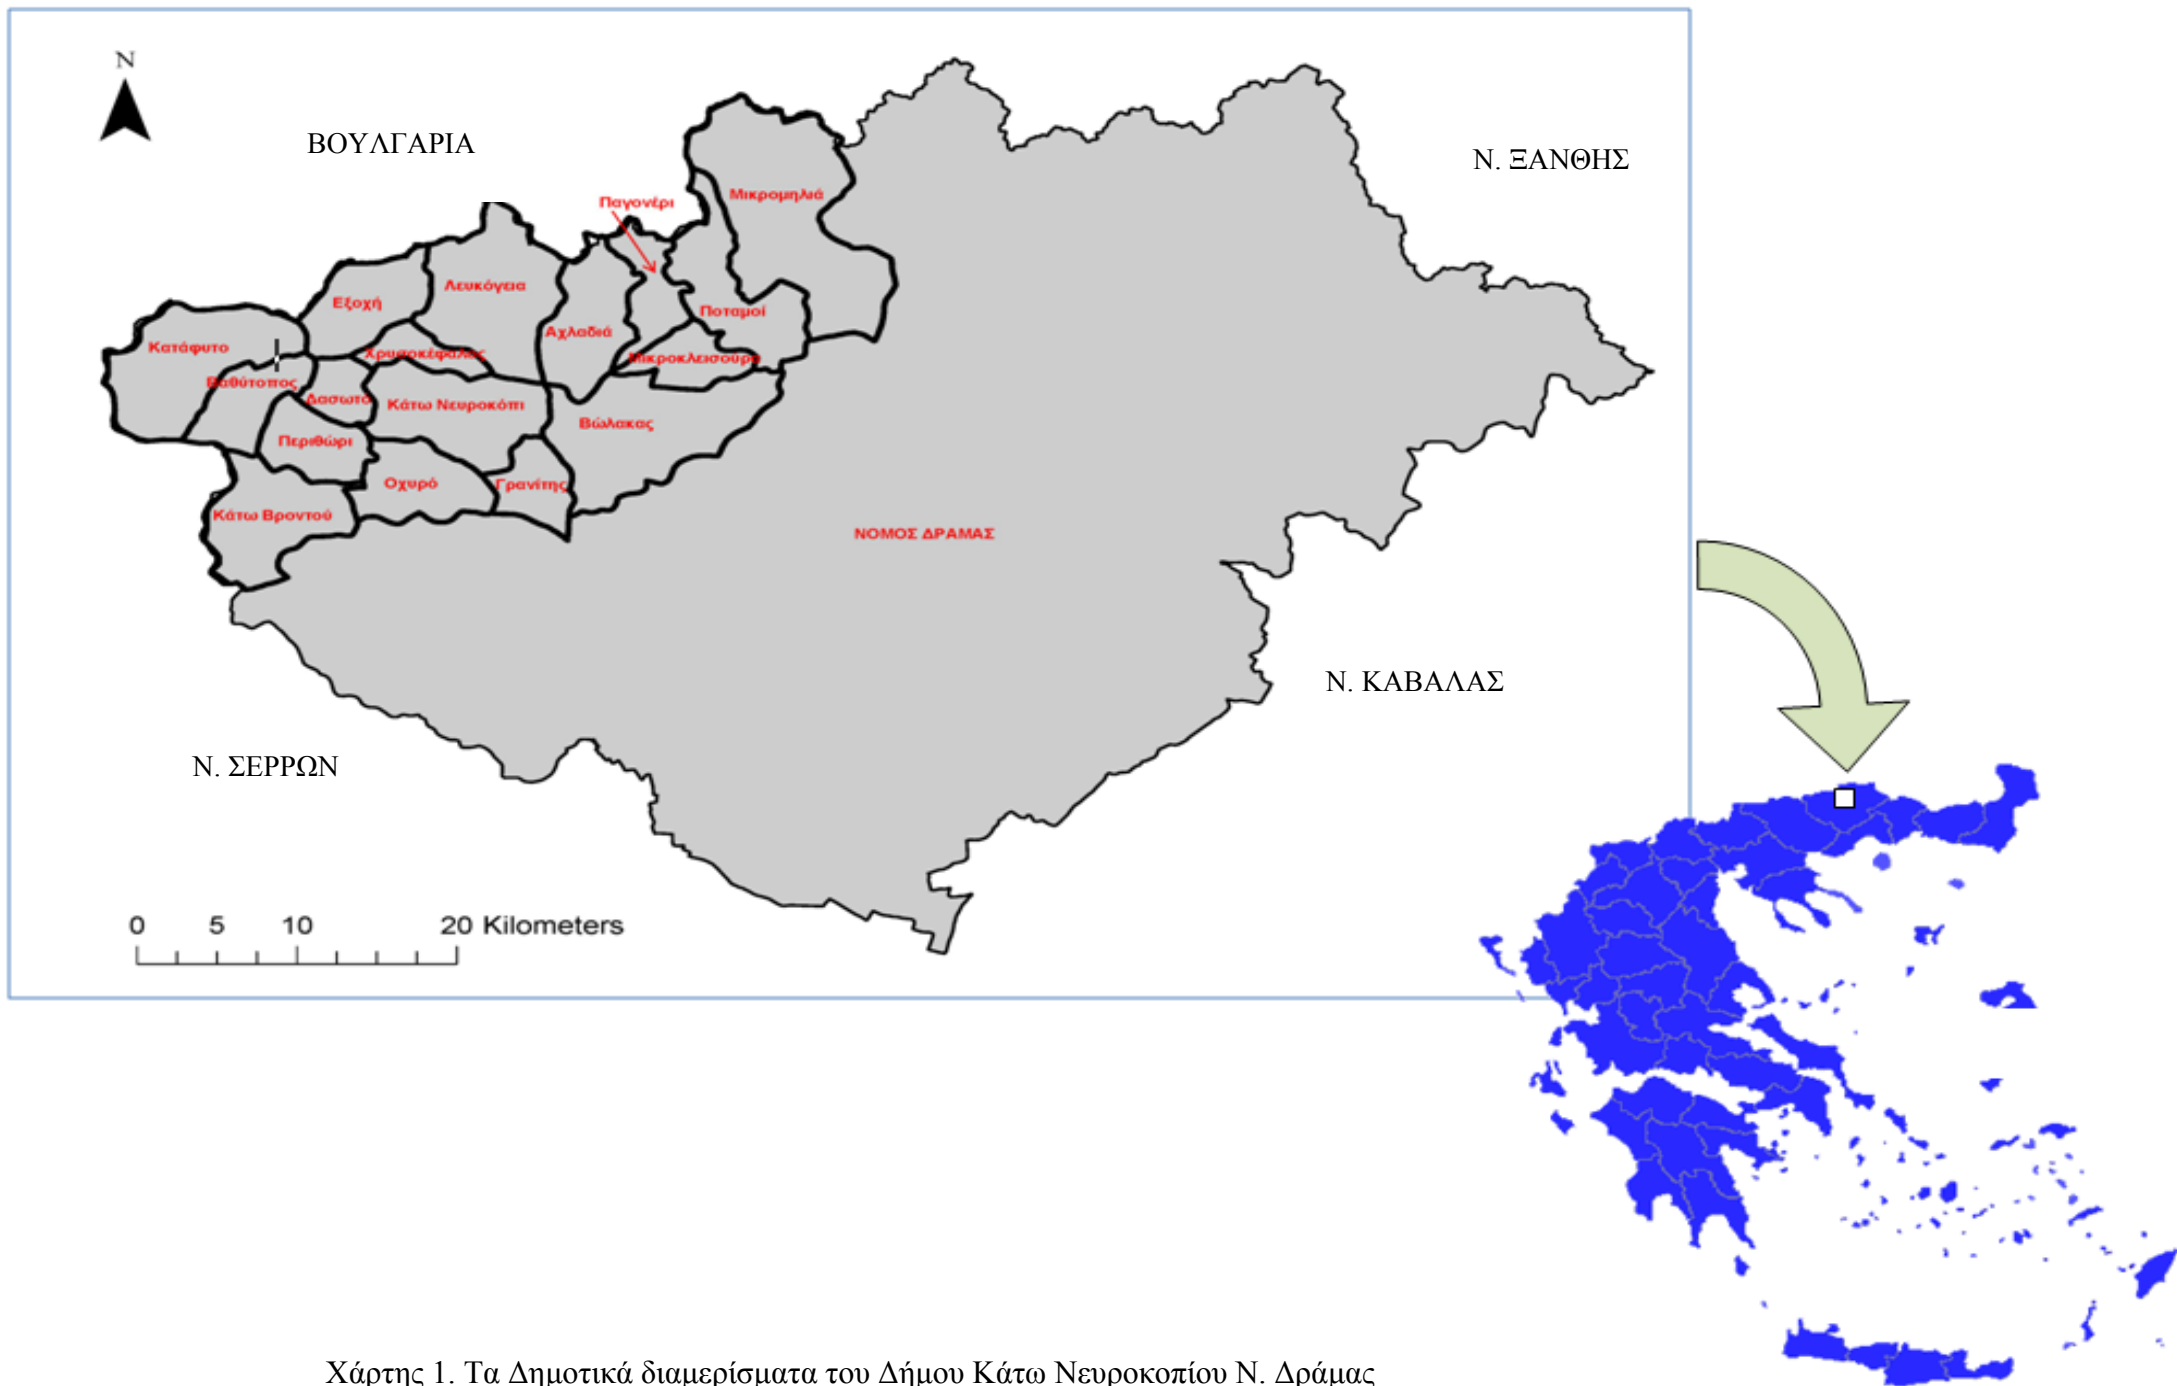 N
ΒΟΥΛΓΑΡΙΑ
Ν. ΞΑΝΘΗΣ
Μικρομηλιά
Παγονέρι
Λευκόγεια
Εξοχή
Ποταμοί
Αχλαδιά
Κατάφυτο
Χρυσοκέφαλος
Μικροκλεισούρα
Βαθύτοπος
Δασωτό
Κάτω Νευροκόπι
Βώλακας
Περιθώρι
Οχυρό
Γρανίτης
Κάτω Βροντού
ΝΟΜΟΣ ΔΡΑΜΑΣ
Ν. ΚΑΒΑΛΑΣ
Ν. ΣΕΡΡΩΝ
0 5 10 20 Kilometers
Χάρτης 1. Τα Δημοτικά διαμερίσματα του Δήμου Κάτω Νευροκοπίου Ν. Δράμας